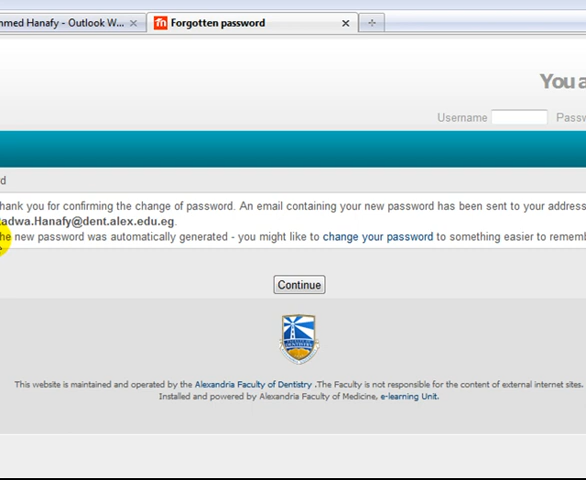 hmed Hanafy - Outlook W...
Forgotten password
You a
Username Passw
d
hank you for confirming the change of password. An email containing your new password has been sent to your address
adwa.Hanafy@dent.alex.edu.eg.
he new password was automatically generated - you might like to change your password to something easier to rememb
Continue
This website is maintained and operated by the Alexandria Faculty of Dentistry .The Faculty is not responsible for the content of external internet sites.
Installed and powered by Alexandria Faculty of Medicine, e-learning Unit.